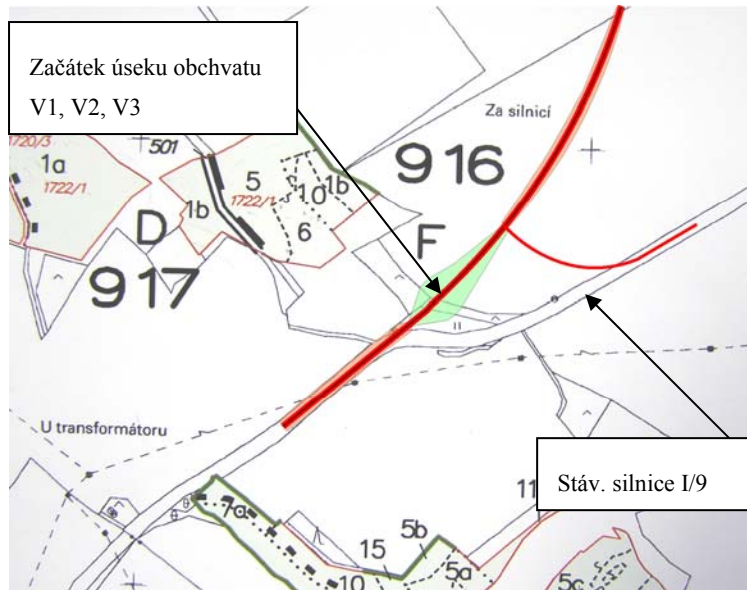 Začátek úseku obchvatu
V1, V2, V3
Za silnicí
1720/3
501
1a
1722/1
5
1722/1
10
1b
916
1b
6
D
F
917
U transformátoru
Stáv. silnice I/9
11
7a
5b
15
10
5a
5c